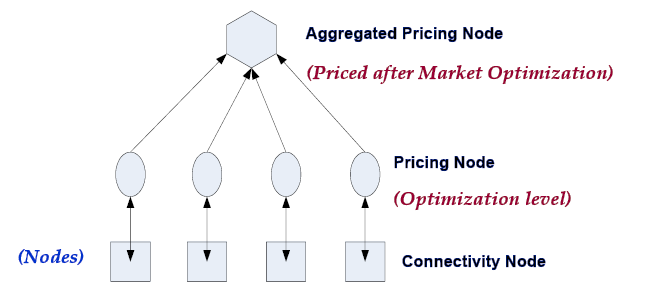 Aggregated Pricing Node
(Priced after Market Optimization)
Pricing Node
(Optimization level)
(Nodes)
Connectivity Node